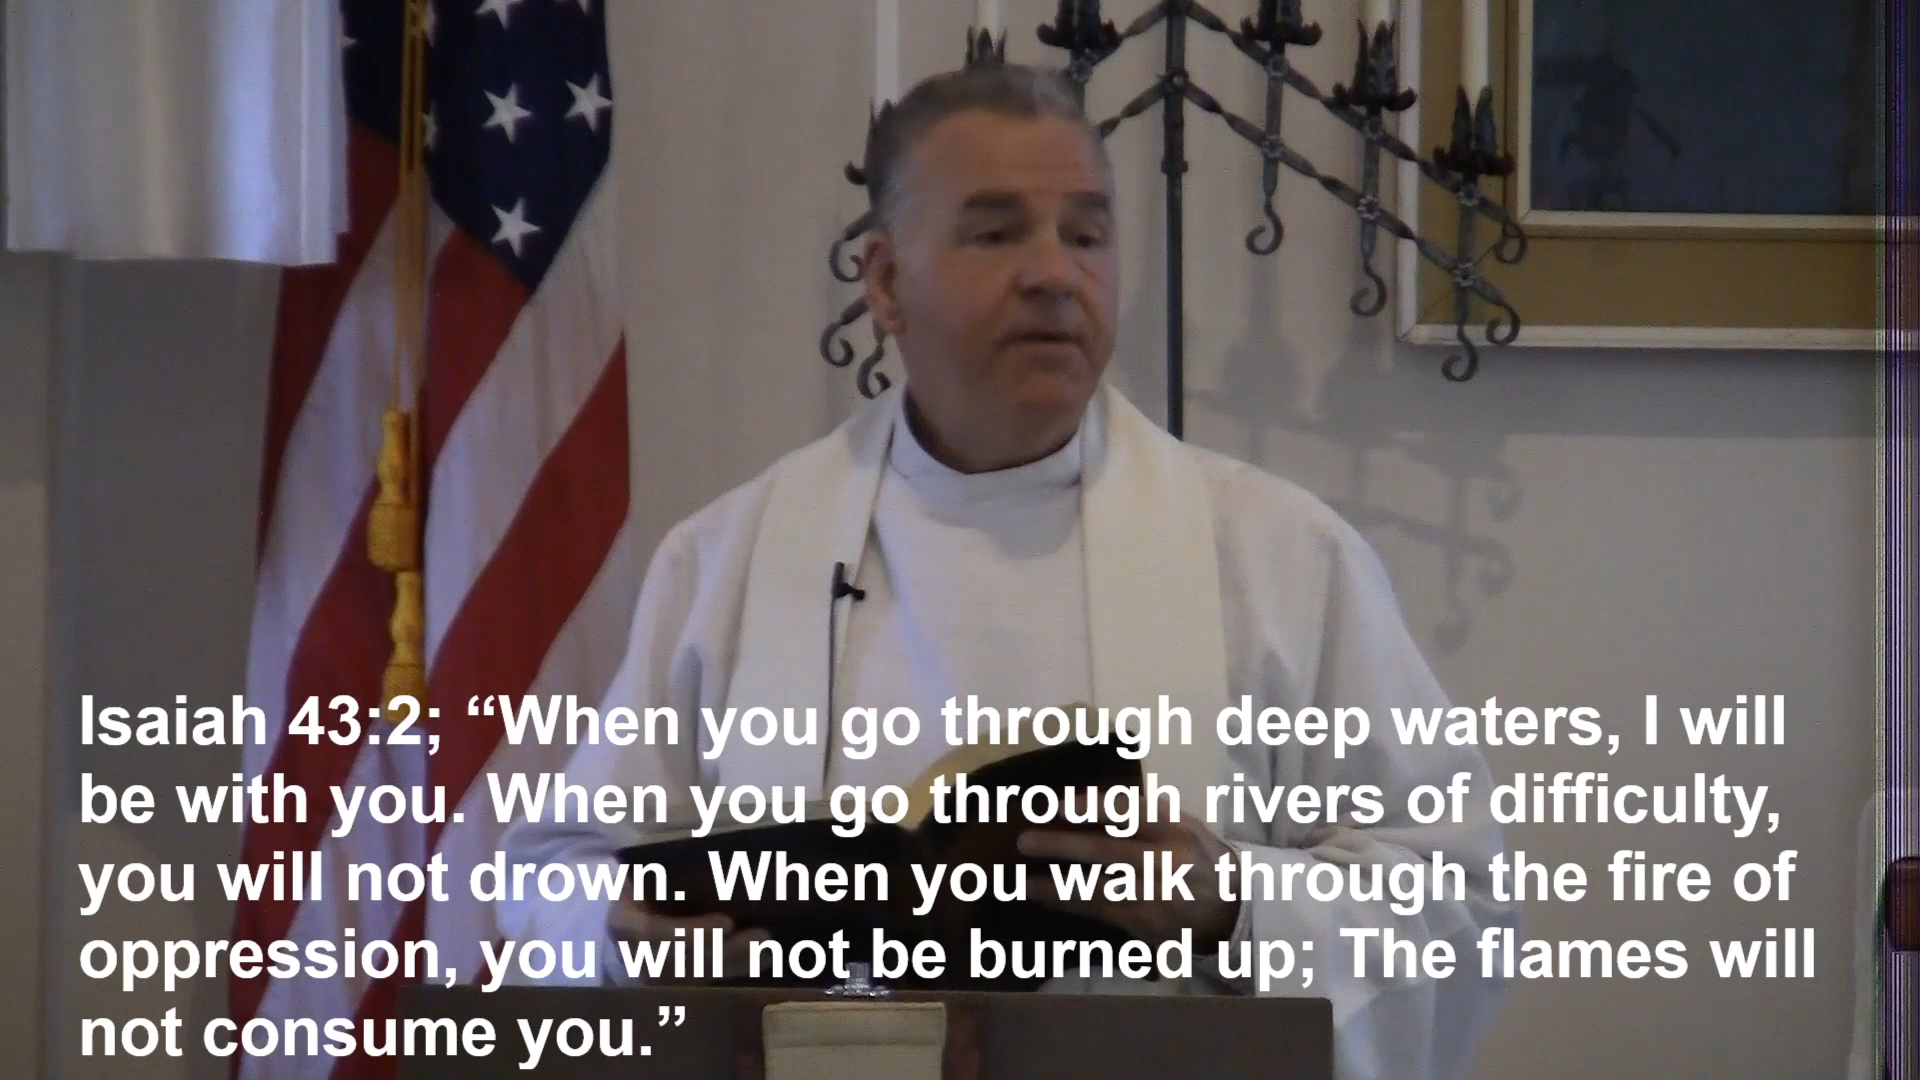 Isaiah 43:2; “When you go through deep waters, I will
be with you. When you go through rivers of difficulty,
you will not drown. When you walk through the fire of
oppression, you will not be burned up; The flames will
not consume you.”